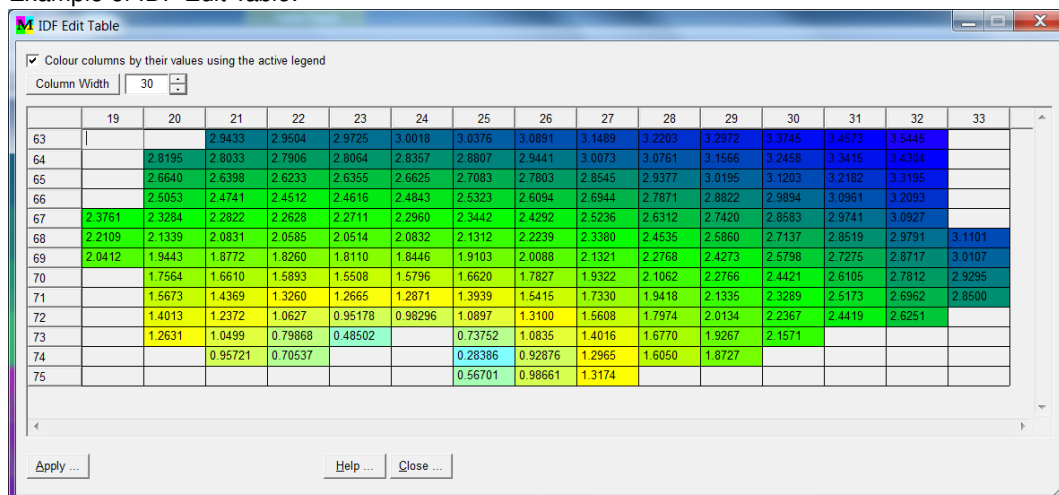 Example of IDF Edit Table:
M IDF Edit Table
X
Colour columns by their values using the active legend
Column Width 30
19 20 21 22 23 24 25 26 27 28 29 30 31 32 33
63 2.9433 2.9504 2.9725 3.0018 3.0376 3.0891 3.1489 3.2203 3.2972 3.3745 3.4573 3.5445
64 2.8195 2.8033 2.7906 2.8064 2.8357 2.8807 2.9441 3.0073 3.0761 3.1566 3.2458 3.3415 3.4304
65 2.6640 2.6398 2.6233 2.6355 2.6625 2.7083 2.7803 2.8545 2.9377 3.0195 3.1203 3.2182 3.3195
66 2.5053 2.4741 2.4512 2.4616 2.4843 2.5323 2.6094 2.6944 2.7871 2.8822 2.9894 3.0961 3.2093
67 2.3761 2.3284 2.2822 2.2628 2.2711 2.2960 2.3442 2.4292 2.5236 2.6312 2.7420 2.8583 2.9741 3.0927
68 2.2109 2.1339 2.0831 2.0585 2.0514 2.0832 2.1312 2.2239 2.3380 2.4535 2.5860 2.7137 2.8519 2.9791 3.1101
69 2.0412 1.9443 1.8772 1.8260 1.8110 1.8446 1.9103 2.0088 2.1321 2.2768 2.4273 2.5798 2.7275 2.8717 3.0107
70 1.7564 1.6610 1.5893 1.5508 1.5796 1.6620 1.7827 1.9322 2.1062 2.2766 2.4421 2.6105 2.7812 2.9295
71 1.5673 1.4369 1.3260 1.2665 1.2871 1.3939 1.5415 1.7330 1.9418 2.1335 2.3289 2.5173 2.6962 2.8500
72 1.4013 1.2372 1.0627 0.95178 0.98296 1.0897 1.3100 1.5608 1.7974 2.0134 2.2367 2.4419 2.6251
73 1.2631 1.0499 0.79868 0.48502 0.73752 1.0835 1.4016 1.6770 1.9267 2.1571
74 0.95721 0.70537 0.28386 0.92876 1.2965 1.6050 1.8727
75 0.56701 0.98661 1.3174
Apply ... Help ... Close ...